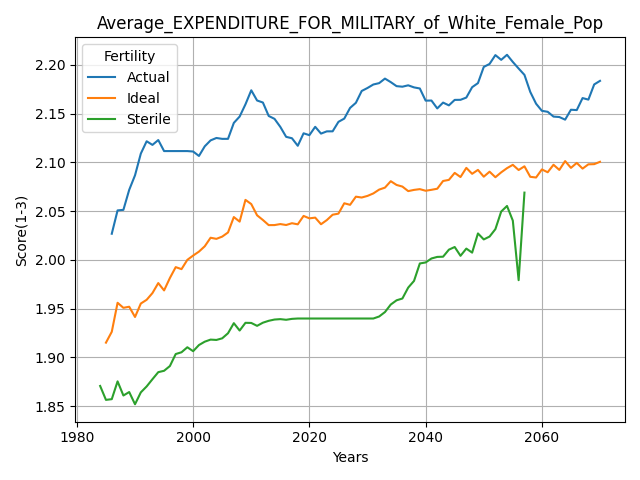 Average_EXPENDITURE_FOR_MILITARY_of_White_Female_Pop
Fertility
Actual
Ideal
Sterile
Score(1-3)
2.20
2.15
2.10
2.05
2.00
1.95
1.90
1.85
1980
2000
2020
2040
2060
Years